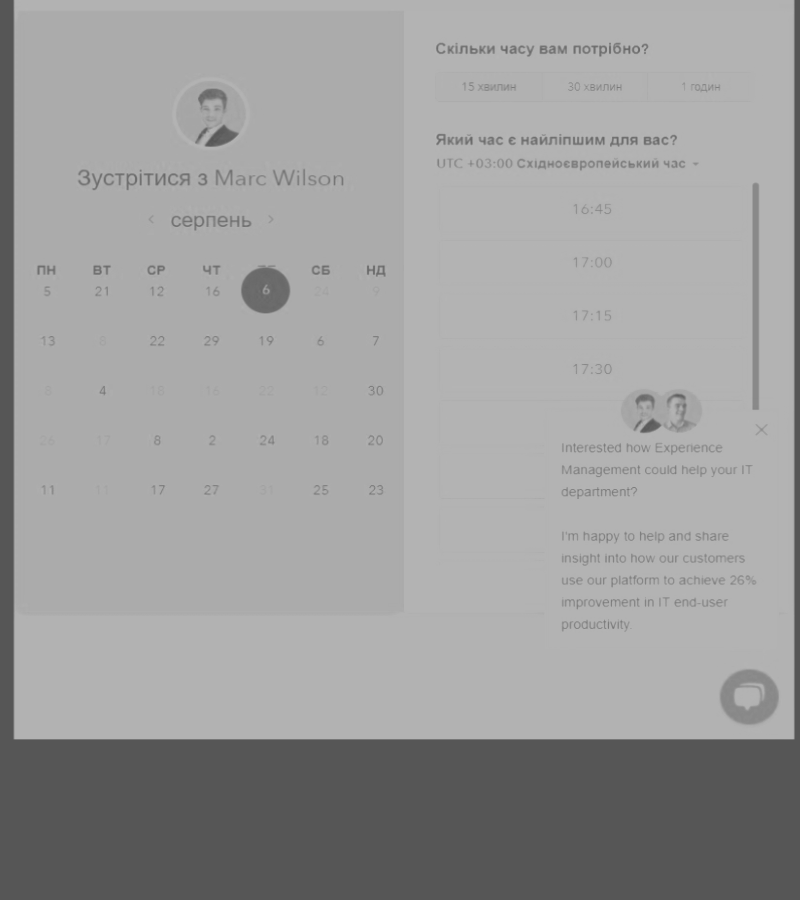 Зустрітися з Marc Wilson
серпень
ПН ВТ СР ЧТ СБ НД
5 21 12 16 6 24 9
13 8 22 29 19 6 7
4 15 16 22 12 30
26 17 8 2 24 18 20
11 11 17 27 31 25 23
Скільки часу вам потрібно?
15 хвилин 30 хвилин 1 годин
Який час є найліпшим для вас?
UTC +03:00 Східноєвропейський час
16:45
17:00
17:15
17:30
Interested how Experience
Management could help your IT
department?
I'm happy to help and share
insight into how our customers
use our platform to achieve 26%
improvement in IT end-user
productivity.